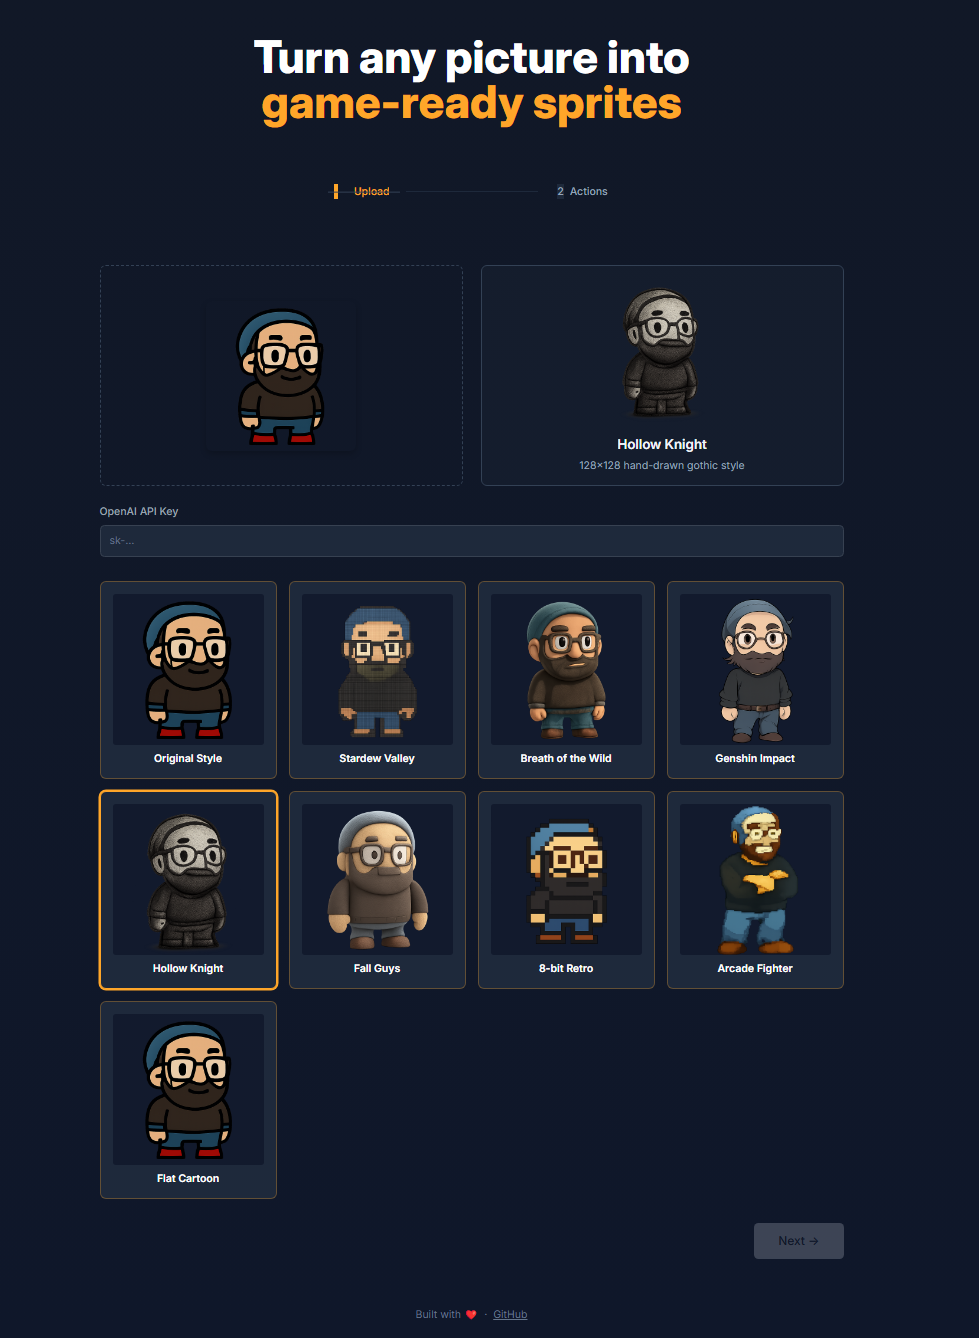 Turn any picture into
game-ready sprites
Upload
2 Actions
Hollow Knight
128×128 hand-drawn gothic style
OpenAI API Key
sk-...
Original Style
Stardew Valley
Breath of the Wild
Genshin Impact
Hollow Knight
Fall Guys
8-bit Retro
Arcade Fighter
Flat Cartoon
Next →
Built with ❤️ · GitHub